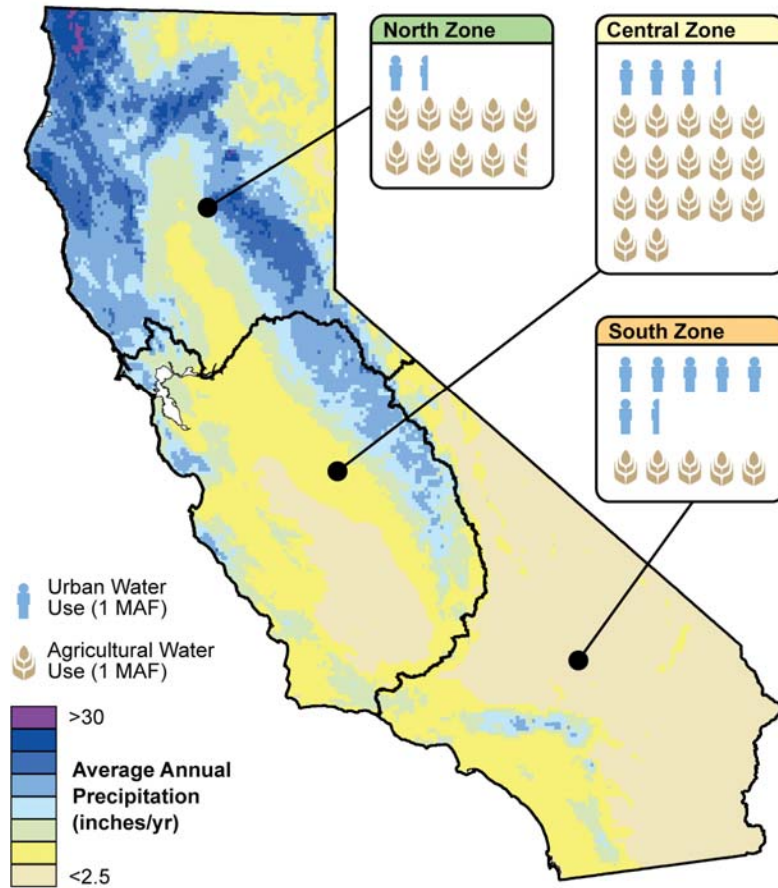 North Zone
Central Zone
South Zone
Urban Water
Use (1 MAF)
Agricultural Water
Use (1 MAF)
>30
Average Annual
Precipitation
(inches/yr)
<2.5